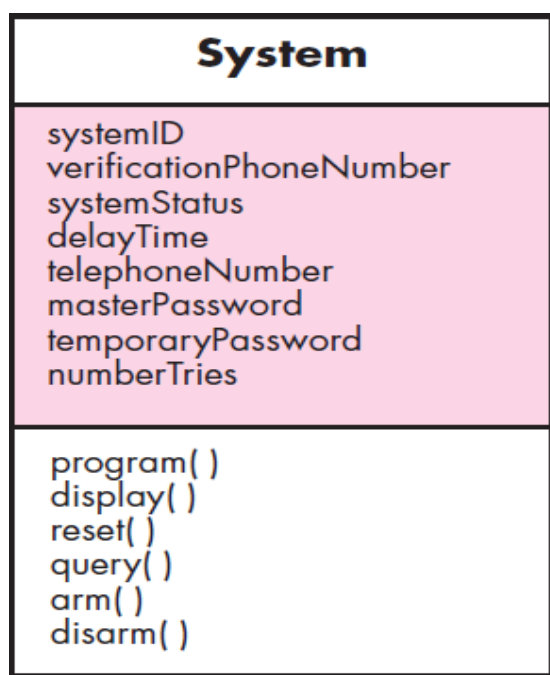 System
systemID
verificationPhoneNumber
systemStatus
delayTime
telephoneNumber
masterPassword
temporaryPassword
numberTries
program( )
display( )
reset( )
query( )
arm( )
disarm( )